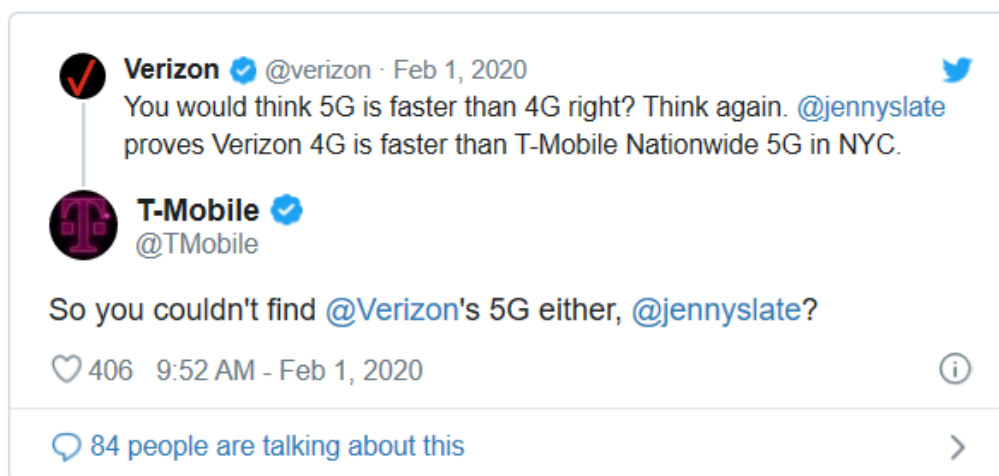 Verizon @verizon · Feb 1, 2020
You would think 5G is faster than 4G right? Think again. @jennyslate
proves Verizon 4G is faster than T-Mobile Nationwide 5G in NYC.
T-Mobile
@TMobile
So you couldn't find @Verizon's 5G either, @jennyslate?
406 9:52 AM - Feb 1, 2020
84 people are talking about this